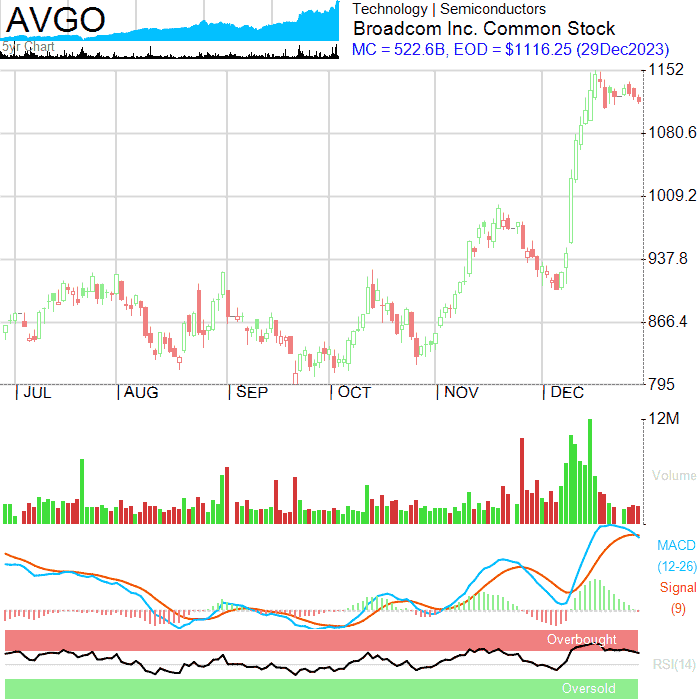 AVGO
5yr Chart
Technology | Semiconductors
Broadcom Inc. Common Stock
MC = 522.6B, EOD = $1116.25 (29Dec2023)
1152
1080.6
1009.2
937.8
866.4
795
JUL AUG SEP OCT NOV DEC
12M
Volume
MACD
(12-26)
Signal
(9)
Overbought
RSI(14)
Oversold